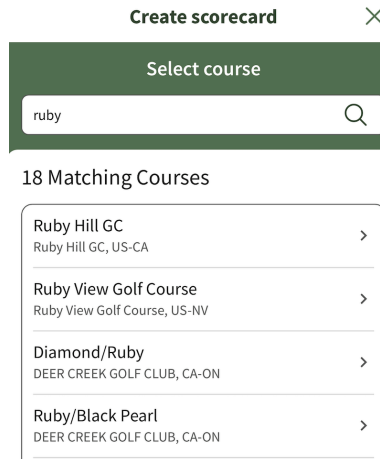 Create scorecard
Select course
ruby
18 Matching Courses
Ruby Hill GC
Ruby Hill GC, US-CA
Ruby View Golf Course
Ruby View Golf Course, US-NV
Diamond/Ruby
DEER CREEK GOLF CLUB, CA-ON
Ruby/Black Pearl
DEER CREEK GOLF CLUB, CA-ON